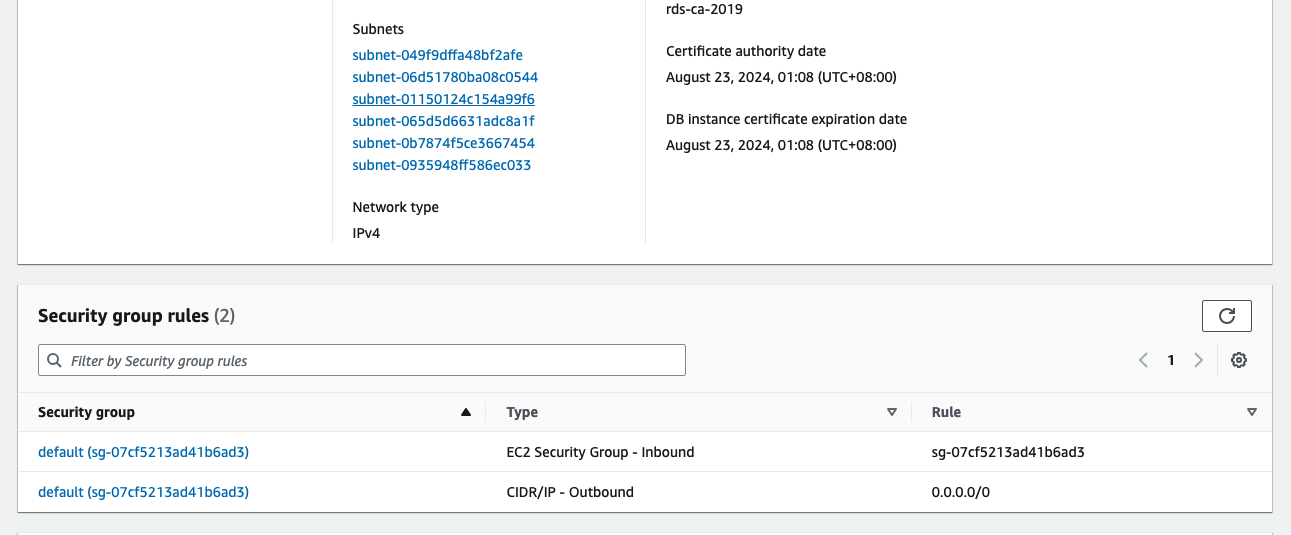 rds-ca-2019
Subnets
subnet-049f9dffa48bf2afe
subnet-06d51780ba08c0544
subnet-01150124c154a99f6
subnet-065d5d6631adc8a1f
subnet-0b7874f5ce3667454
subnet-0935948ff586ec033
Network type
IPv4
Certificate authority date
August 23, 2024, 01:08 (UTC+08:00)
DB instance certificate expiration date
August 23, 2024, 01:08 (UTC+08:00)
Security group rules (2)
Filter by Security group rules
1
Security group Type Rule
default (sg-07cf5213ad41b6ad3) EC2 Security Group - Inbound sg-07cf5213ad41b6ad3
default (sg-07cf5213ad41b6ad3) CIDR/IP - Outbound 0.0.0.0/0